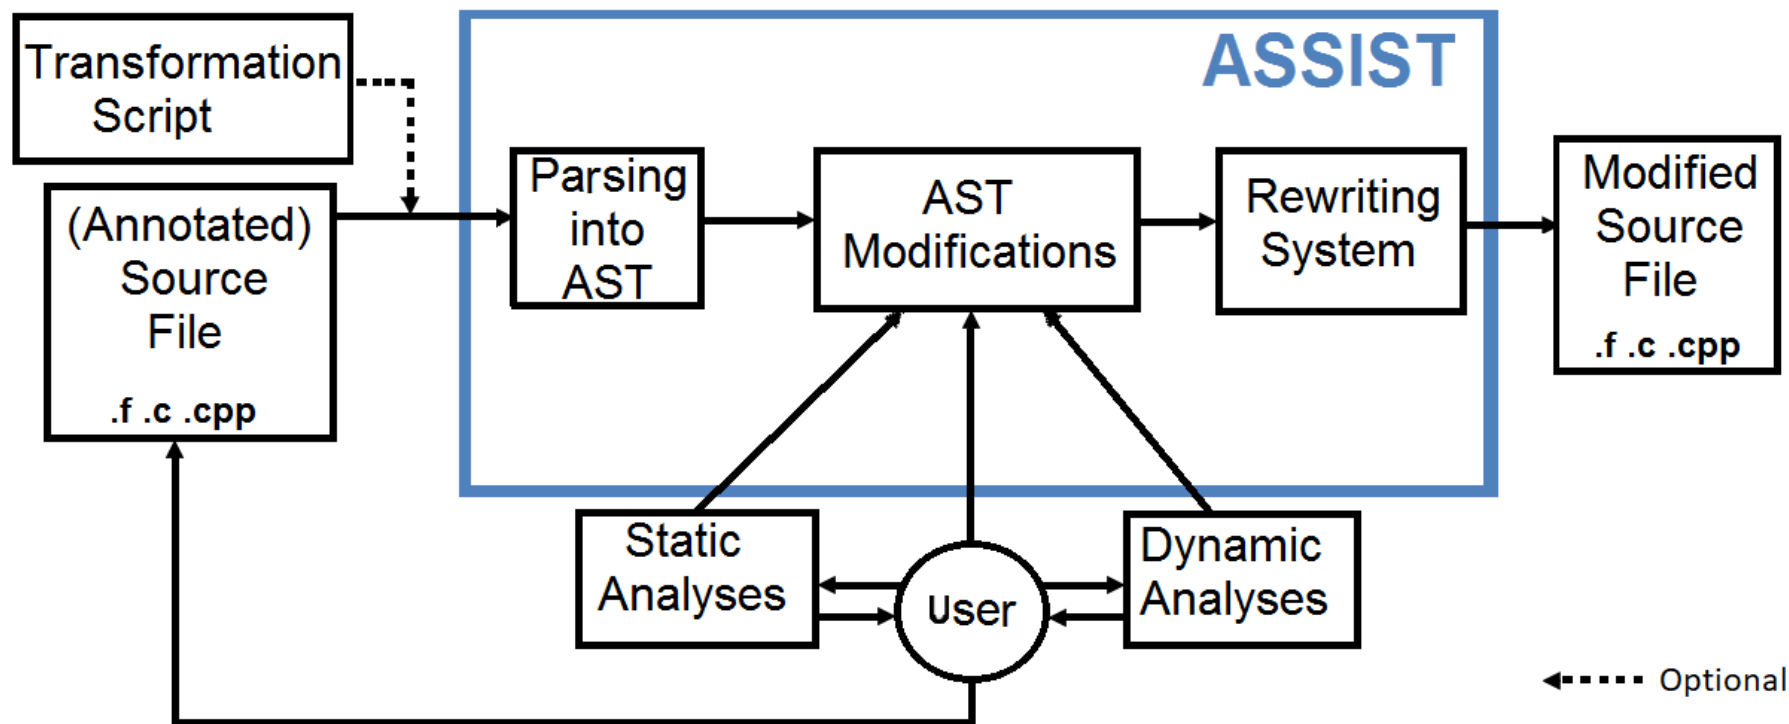 Transformation
Script
(Annotated)
Source
File
.f .c .cpp
ASSIST
Parsing
into
AST
AST
Modifications
Rewriting
System
Modified
Source
File
.f .c .cpp
Static
Analyses
User
Dynamic
Analyses
Optional